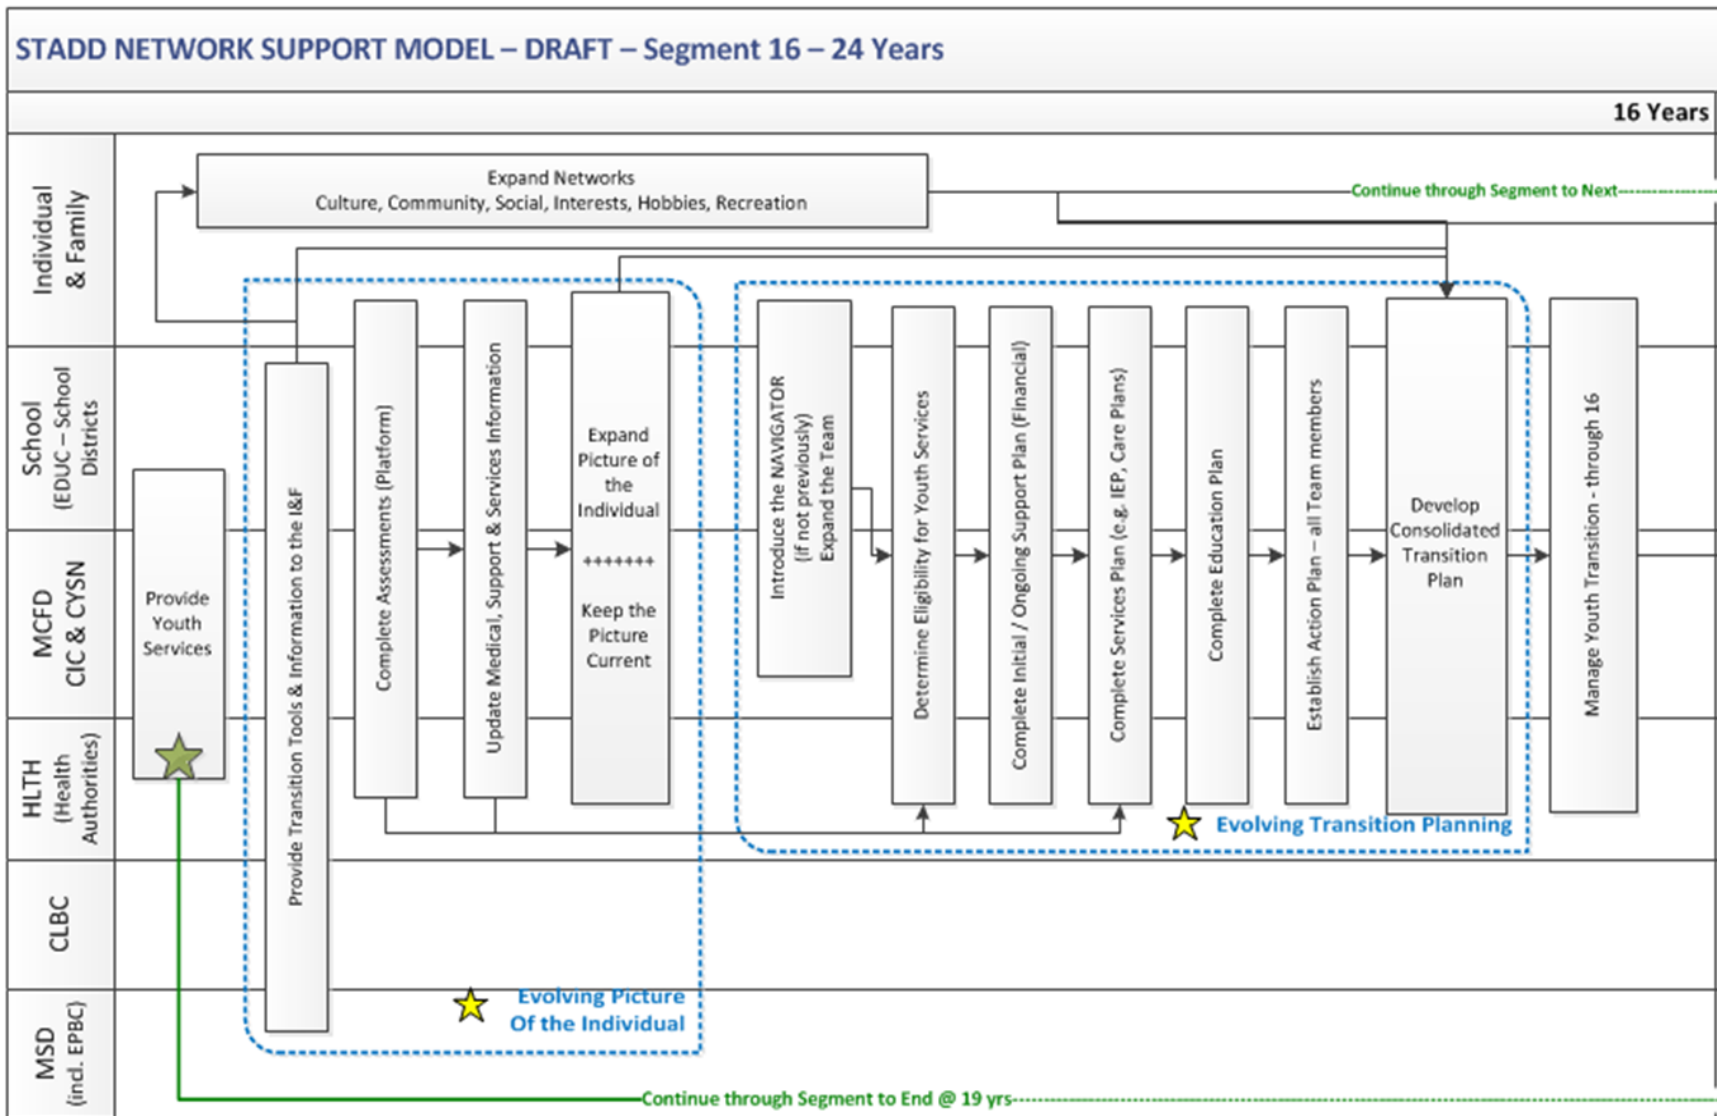 STADD NETWORK SUPPORT MODEL – DRAFT – Segment 16 – 24 Years
16 Years
Individual
& Family
Expand Networks
Culture, Community, Social, Interests, Hobbies, Recreation
Continue through Segment to Next
School
(EDUC – School
Districts
MCFD
CIC & CYSN
HLTH
(Health
Authorities)
CLBC
MSD
(incl. EPBC)
Provide
Youth
Services
Provide Transition Tools & Information to the I&F
Complete Assessments (Platform)
Update Medical, Support & Services Information
Expand
Picture of
the
Individual
+++++++
Keep the
Picture
Current
Evolving Picture
Of the Individual
Introduce the NAVIGATOR
(if not previously)
Expand the Team
Determine Eligibility for Youth Services
Complete Initial / Ongoing Support Plan (Financial)
Complete Services Plan (e.g. IEP, Care Plans)
Complete Education Plan
Establish Action Plan – all Team members
Develop
Consolidated
Transition
Plan
Evolving Transition Planning
Manage Youth Transition - through 16
Continue through Segment to End @ 19 yrs